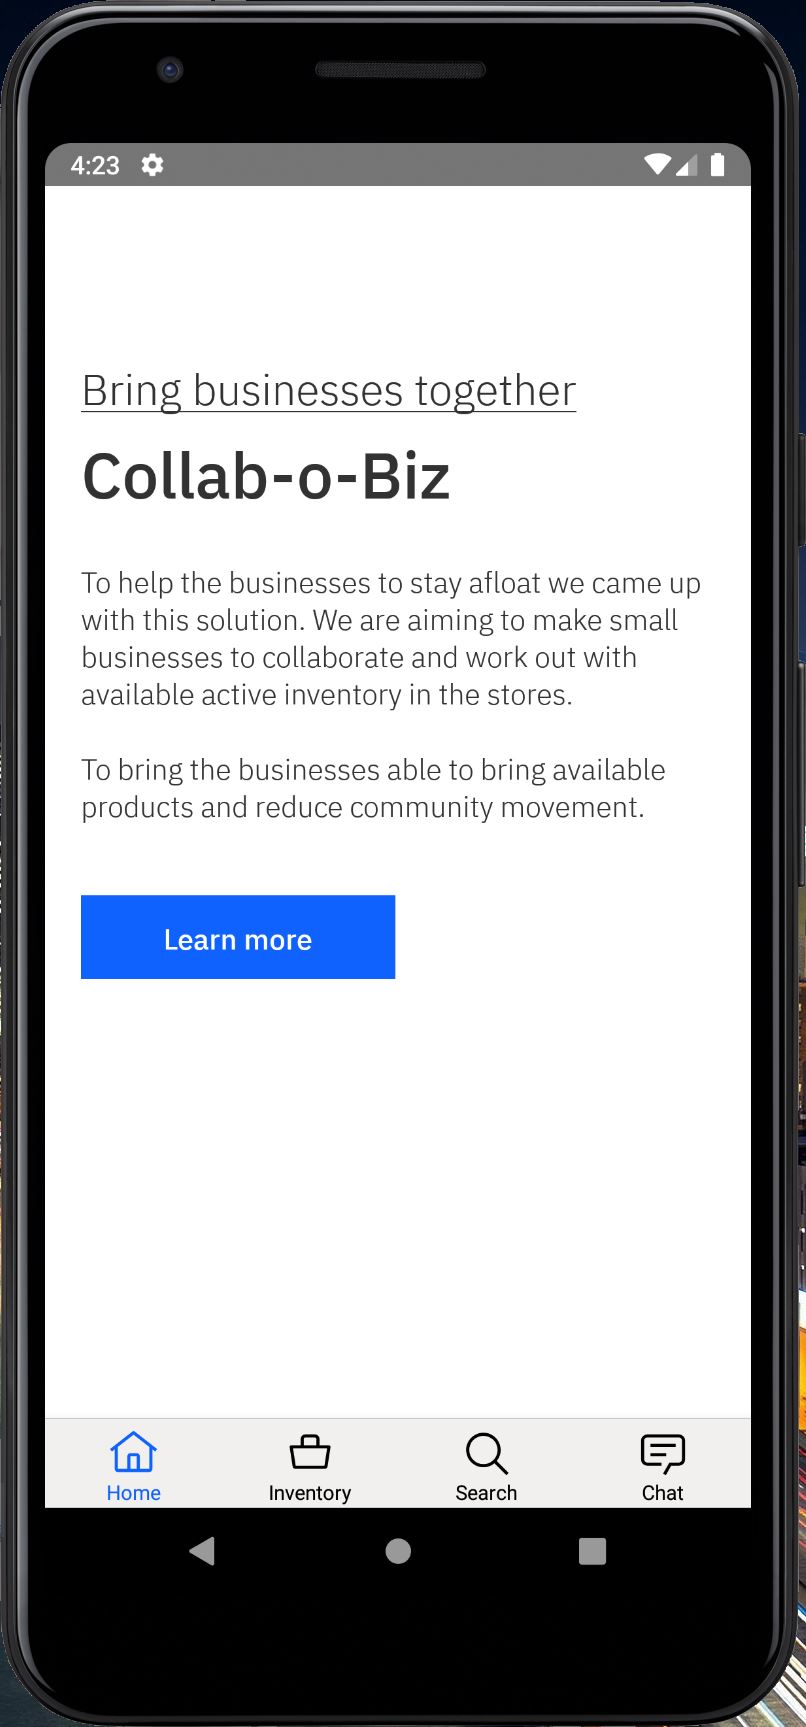 4:23
Bring businesses together
Collab-o-Biz
To help the businesses to stay afloat we came up
with this solution. We are aiming to make small
businesses to collaborate and work out with
available active inventory in the stores.
To bring the businesses able to bring available
products and reduce community movement.
Learn more
Home Inventory Search Chat